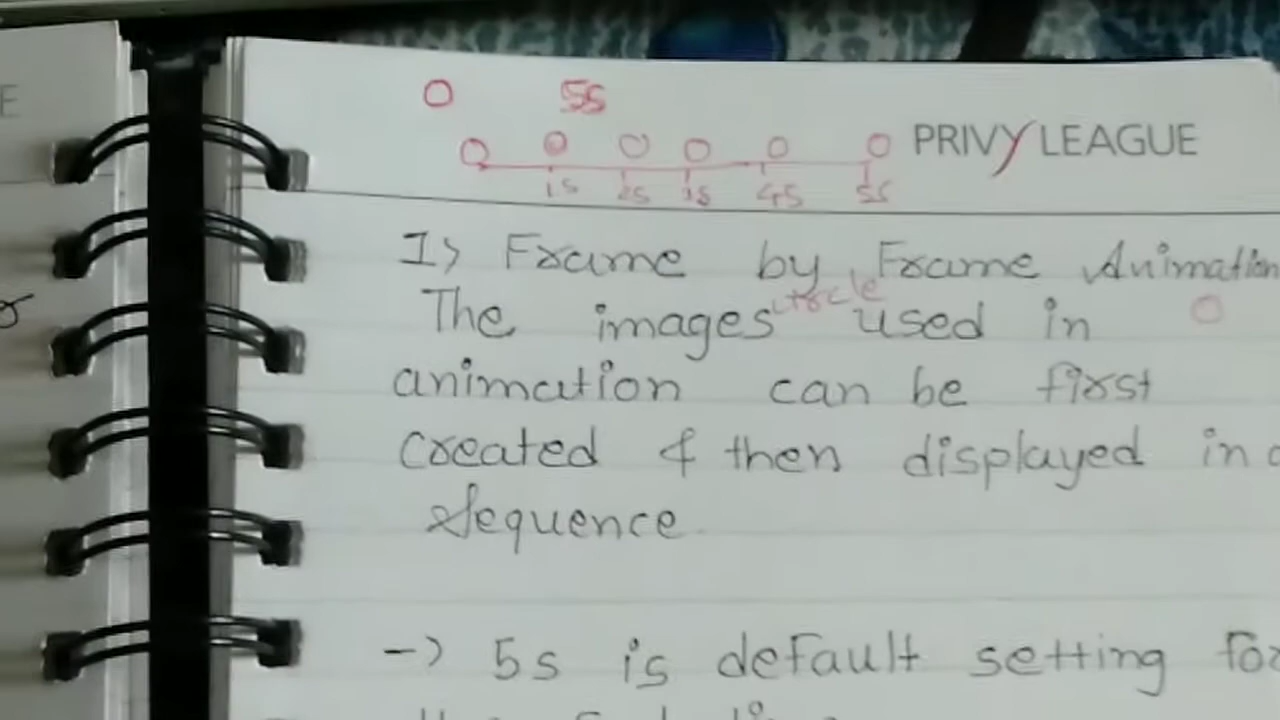 E
O 5S
O O O O O O PRIVY LEAGUE
1S 2S 3S 4S 5S
1> Frame by Frame Animation
circle
The images used in O
animation can be first
created & then displayed in a
sequence
-> 5s is default setting for